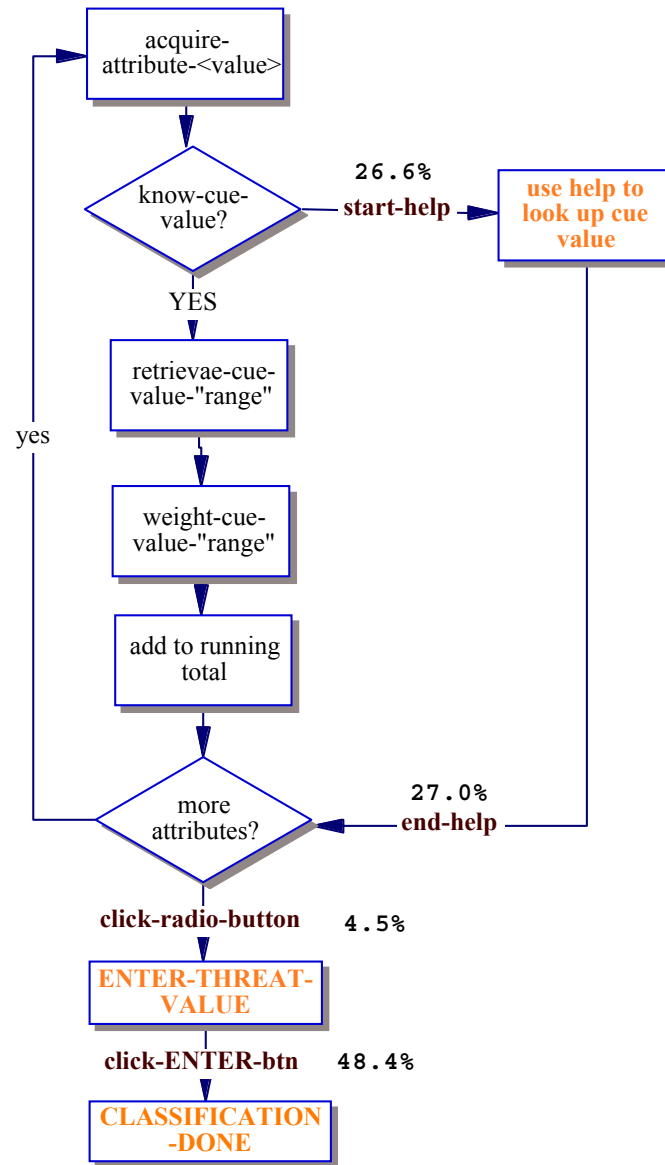 acquire-
attribute-<value>
know-cue-
value?
26.6%
start-help
use help to
look up cue
value
YES
retrievae-cue-
value-"range"
yes
weight-cue-
value-"range"
add to running
total
more
attributes?
27.0%
end-help
click-radio-button
4.5%
ENTER-THREAT-
VALUE
click-ENTER-btn
48.4%
CLASSIFICATION
-DONE